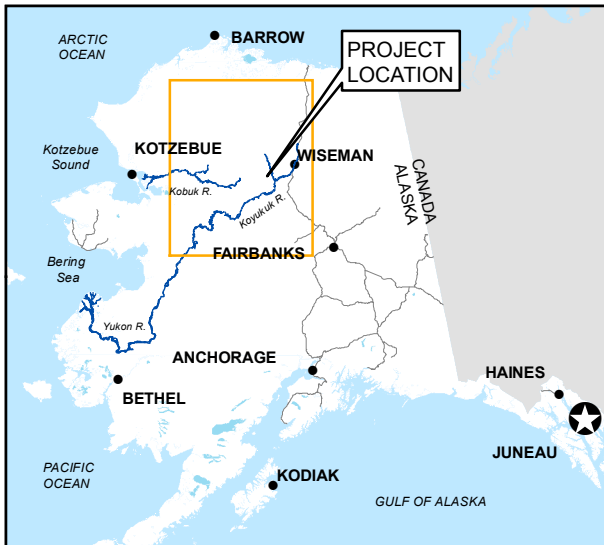 ARCTIC
OCEAN
BARROW
PROJECT
LOCATION
Kotzebue
Sound
KOTZEBUE
WISEMAN
Kobuk R.
Koyukuk R.
CANADA
ALASKA
FAIRBANKS
Bering
Sea
Yukon R.
ANCHORAGE
BETHEL
HAINES
JUNEAU
PACIFIC
OCEAN
KODIAK
GULF OF ALASKA